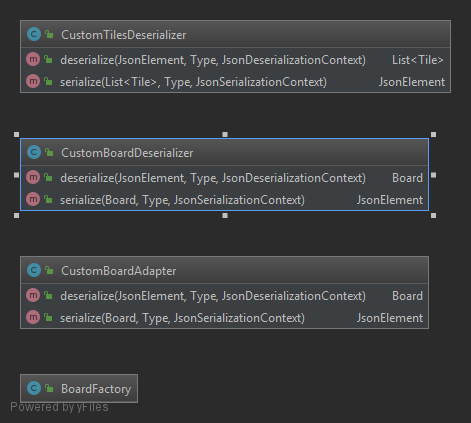 CustomTilesDeserializer
deserialize(JsonElement, Type, JsonDeserializationContext) List<Tile>
serialize(List<Tile>, Type, JsonSerializationContext) JsonElement
CustomBoardDeserializer
deserialize(JsonElement, Type, JsonDeserializationContext) Board
serialize(Board, Type, JsonSerializationContext) JsonElement
CustomBoardAdapter
deserialize(JsonElement, Type, JsonDeserializationContext) Board
serialize(Board, Type, JsonSerializationContext) JsonElement
BoardFactory
Powered by yFiles